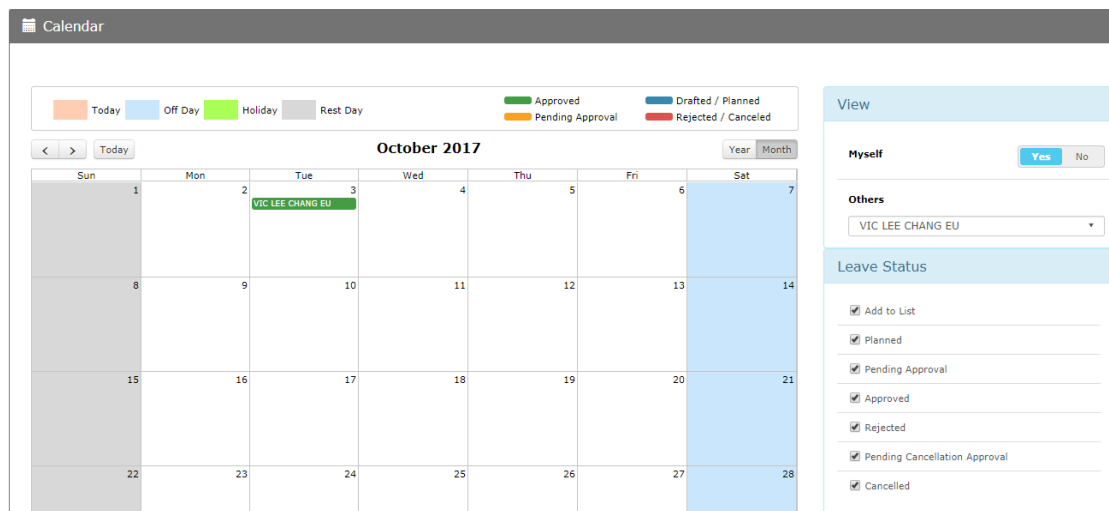 Calendar
Today Off Day Holiday Rest Day
Approved Drafted / Planned
Pending Approval Rejected / Canceled
< > Today October 2017 Year Month
Sun Mon Tue Wed Thu Fri Sat
1 2 3 4 5 6 7
VIC LEE CHANG EU
8 9 10 11 12 13 14
15 16 17 18 19 20 21
22 23 24 25 26 27 28
View
Myself Yes No
Others
VIC LEE CHANG EU
Leave Status
Add to List
Planned
Pending Approval
Approved
Rejected
Pending Cancellation Approval
Cancelled